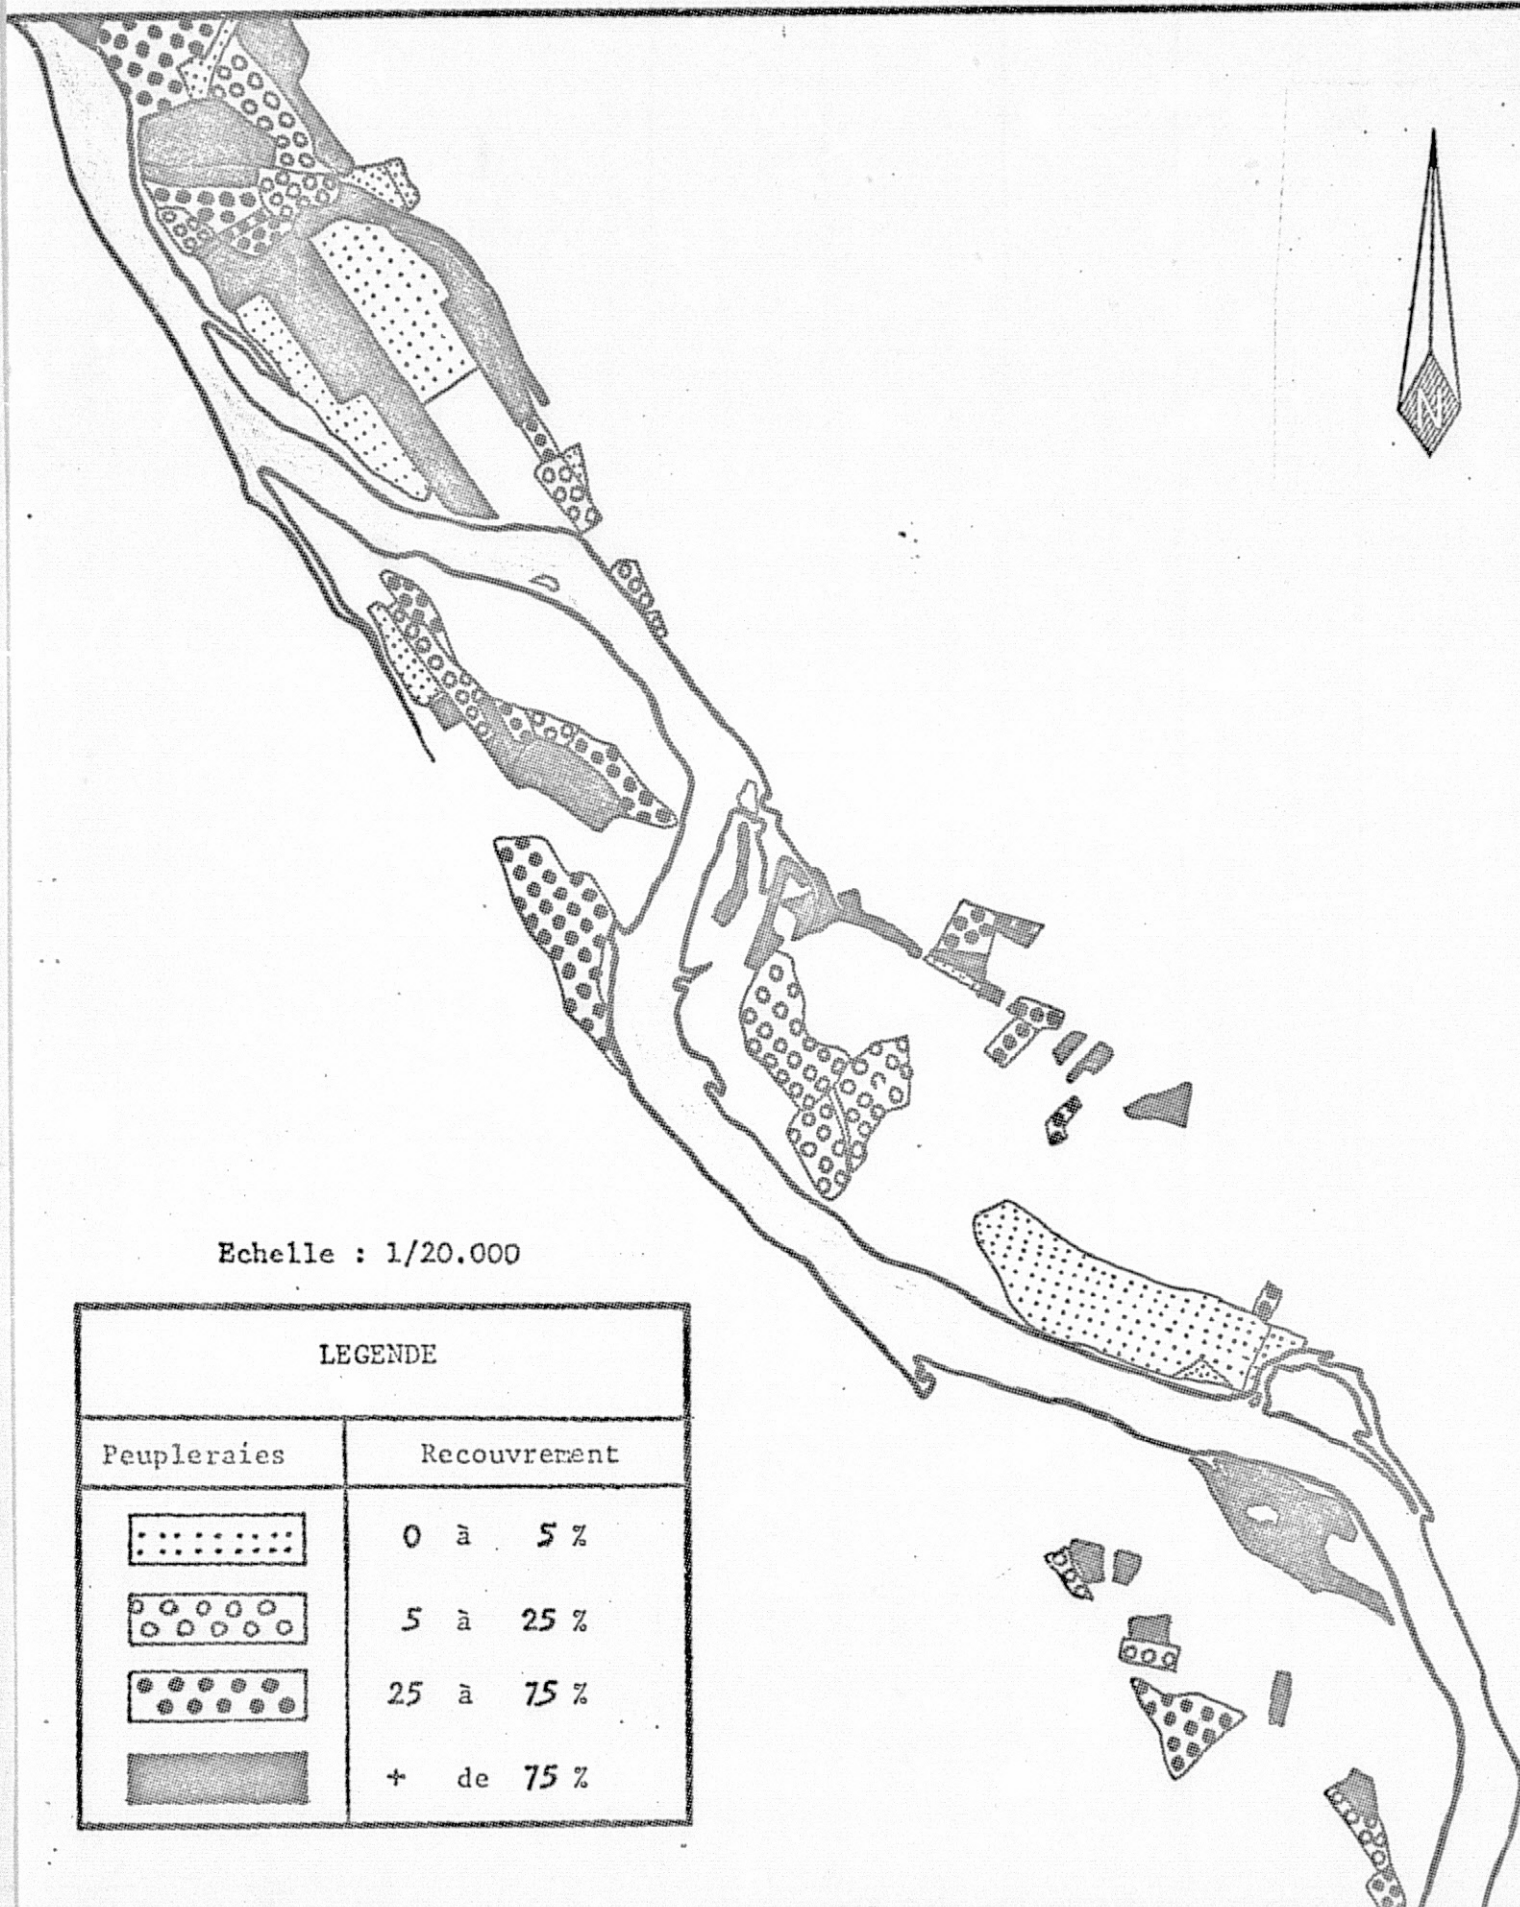 N
Echelle : 1/20.000
LEGENDE
Peupleraies Recouvrement
0 à 5 %
5 à 25 %
25 à 75 %
+ de 75 %